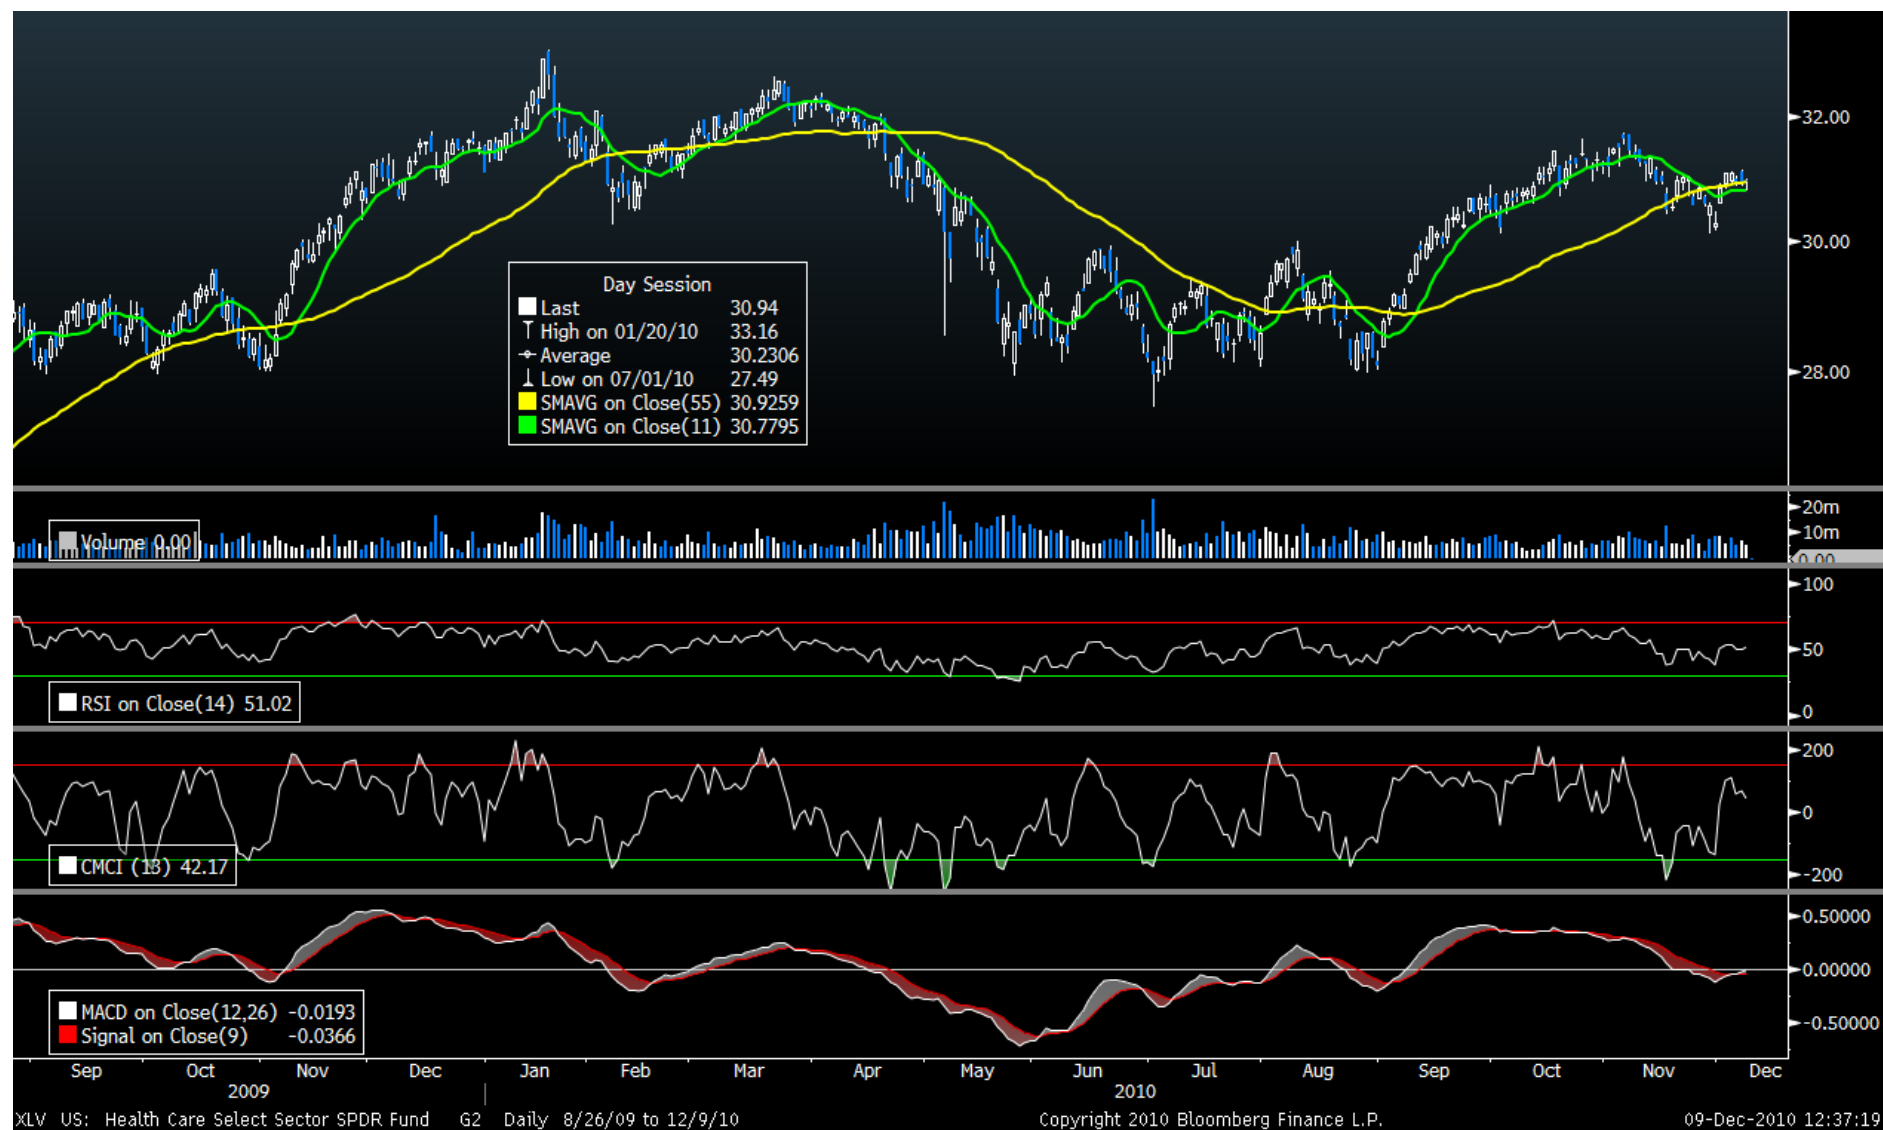 32.00
30.00
28.00
Day Session
Last 30.94
High on 01/20/10 33.16
Average 30.2306
Low on 07/01/10 27.49
SMAVG on Close(55) 30.9259
SMAVG on Close(11) 30.7795
20m
10m
0.00
Volume 0.00
100
50
0
RSI on Close(14) 51.02
200
0
-200
CMCI (13) 42.17
0.50000
0.00000
-0.50000
MACD on Close(12,26) -0.0193
Signal on Close(9) -0.0366
Sep Oct Nov Dec Jan Feb Mar Apr May Jun Jul Aug Sep Oct Nov Dec
2009 2010
XLV US: Health Care Select Sector SPDR Fund G2 Daily 8/26/09 to 12/9/10 Copyright 2010 Bloomberg Finance L.P. 09-Dec-2010 12:37:19